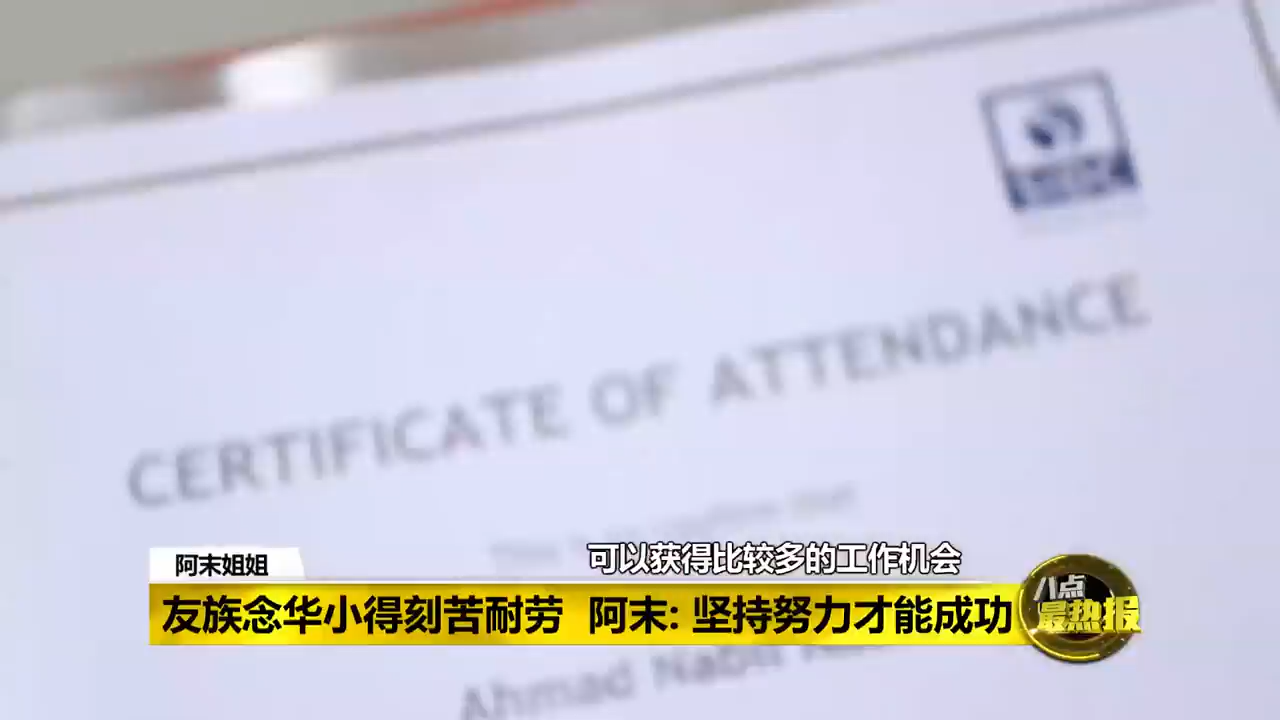 CERTIFICATE OF ATTENDANCE
可以获得比较多的工作机会
阿末姐姐
友族念华小得刻苦耐劳 阿末: 坚持努力才能成功
八点
最热报
Ahmad Nabil